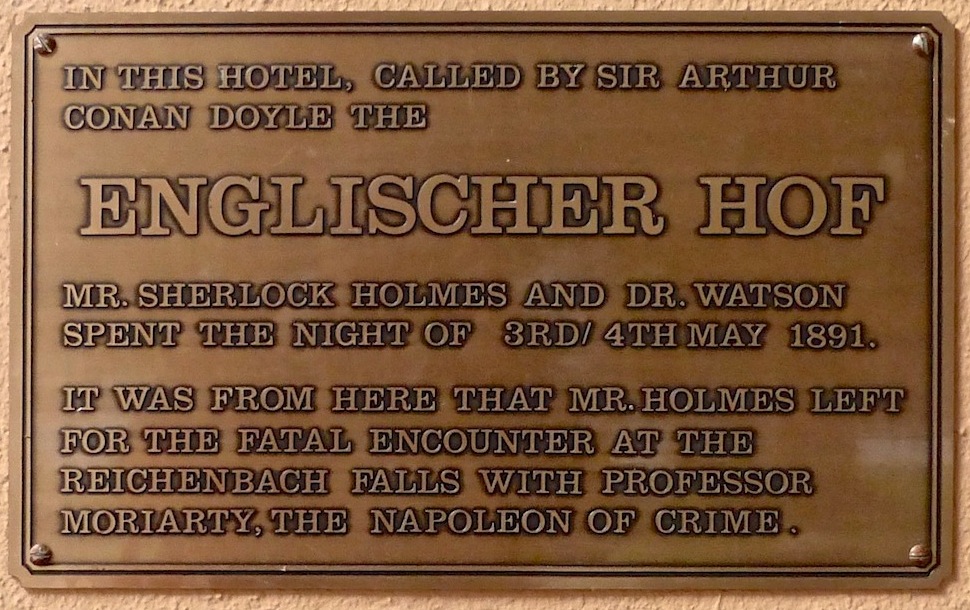 IN THIS HOTEL, CALLED BY SIR ARTHUR
CONAN DOYLE THE
ENGLISCHER HOF
MR. SHERLOCK HOLMES AND DR. WATSON
SPENT THE NIGHT OF 3RD/ 4TH MAY 1891.
IT WAS FROM HERE THAT MR. HOLMES LEFT
FOR THE FATAL ENCOUNTER AT THE
REICHENBACH FALLS WITH PROFESSOR
MORIARTY, THE NAPOLEON OF CRIME .